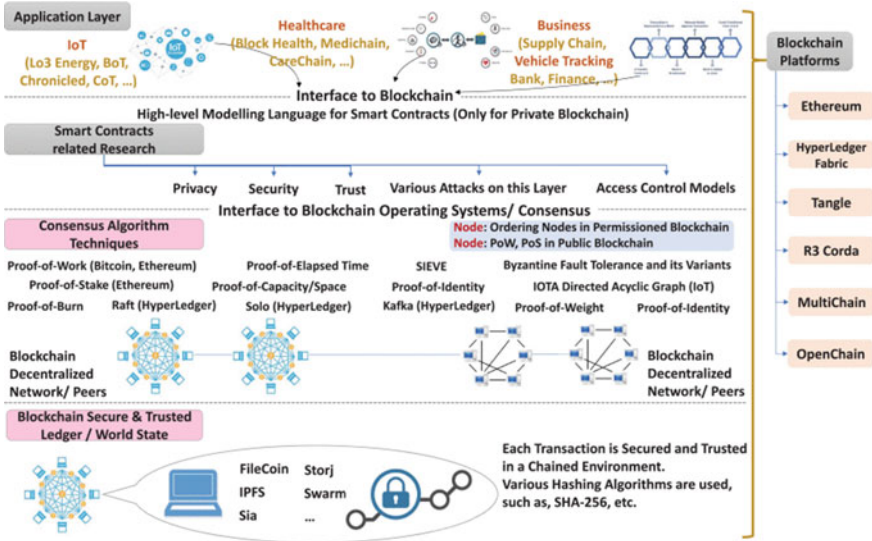 Application Layer
IoT
(Lo3 Energy, BoT,
Chronicled, CoT, ...)
IoT
Healthcare
(Block Health, Medichain,
CareChain, ...)
Business
(Supply Chain,
Vehicle Tracking
Bank, Finance, ...)
Interface to Blockchain
High-level Modelling Language for Smart Contracts (Only for Private Blockchain)
Smart Contracts
related Research
Privacy
Security
Trust
Various Attacks on this Layer
Access Control Models
Interface to Blockchain Operating Systems/ Consensus
Consensus Algorithm
Techniques
Node: Ordering Nodes in Permissioned Blockchain
Node: PoW, PoS in Public Blockchain
Proof-of-Work (Bitcoin, Ethereum)
Proof-of-Elapsed Time
SIEVE
Byzantine Fault Tolerance and its Variants
Proof-of-Stake (Ethereum)
Proof-of-Capacity/Space
Proof-of-Identity
IOTA Directed Acyclic Graph (IoT)
Proof-of-Burn
Raft (HyperLedger)
Solo (HyperLedger)
Kafka (HyperLedger)
Proof-of-Weight
Proof-of-Identity
Blockchain
Decentralized
Network/ Peers
Blockchain
Decentralized
Network/ Peers
Blockchain Secure & Trusted
Ledger / World State
FileCoin
Storj
IPFS
Swarm
Sia
...
Each Transaction is Secured and Trusted
in a Chained Environment.
Various Hashing Algorithms are used,
such as, SHA-256, etc.
Blockchain
Platforms
Ethereum
HyperLedger
Fabric
Tangle
R3 Corda
MultiChain
OpenChain